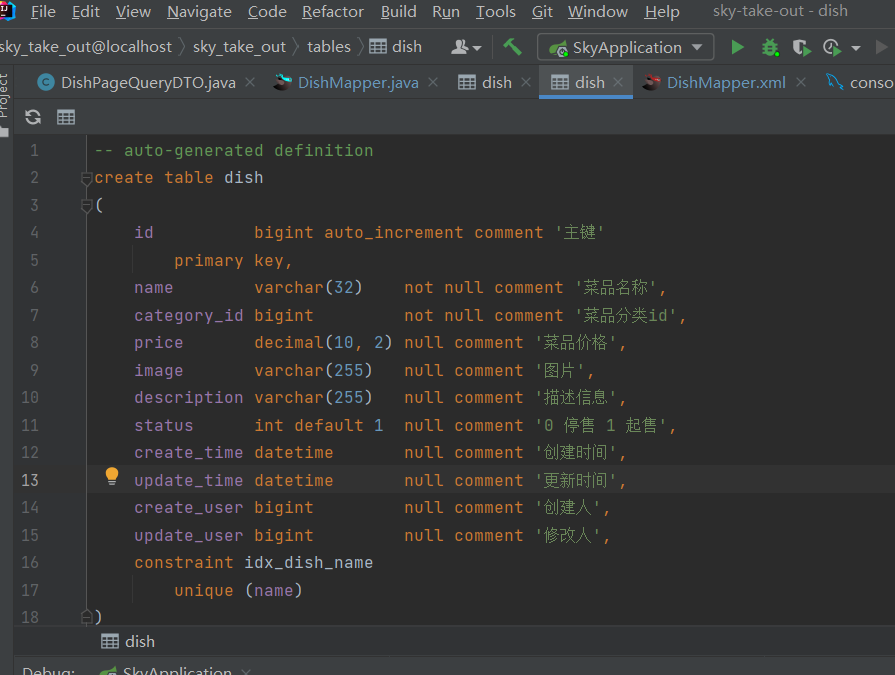 File Edit View Navigate Code Refactor Build Run Tools Git Window Help sky-take-out - dish
sky_take_out@localhost sky_take_out tables dish SkyApplication
Project
DishPageQueryDTO.java DishMapper.java dish dish DishMapper.xml conso
1 -- auto-generated definition
2 create table dish
3 (
4 id bigint auto_increment comment '主键'
5 primary key,
6 name varchar(32) not null comment '菜品名称',
7 category_id bigint not null comment '菜品分类id',
8 price decimal(10, 2) null comment '菜品价格',
9 image varchar(255) null comment '图片',
10 description varchar(255) null comment '描述信息',
11 status int default 1 null comment '0 停售 1 起售',
12 create_time datetime null comment '创建时间',
13 update_time datetime null comment '更新时间',
14 create_user bigint null comment '创建人',
15 update_user bigint null comment '修改人',
16 constraint idx_dish_name
17 unique (name)
18 )
dish
Debug: SkyApplication